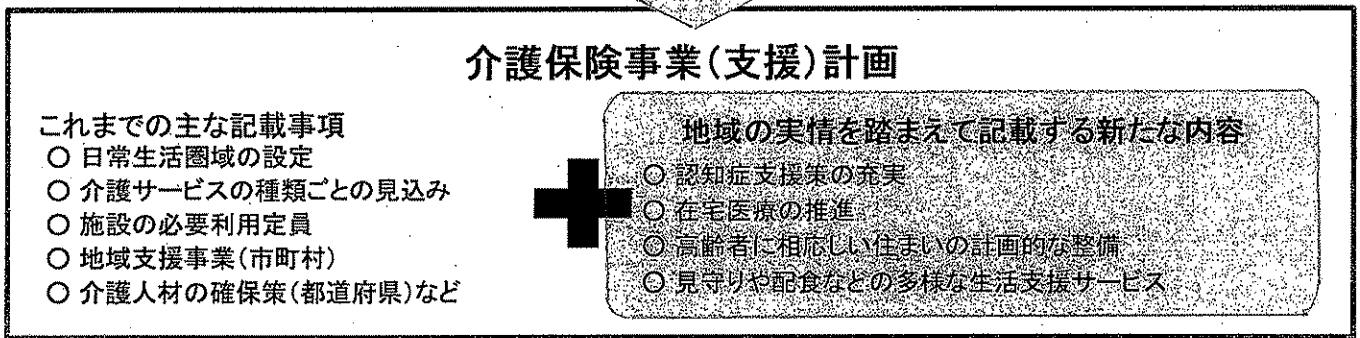 介護保険事業(支援)計画
これまでの主な記載事項
○ 日常生活圏域の設定
○ 介護サービスの種類ごとの見込み
○ 施設の必要利用定員
○ 地域支援事業(市町村)
○ 介護人材の確保策(都道府県)など
地域の実情を踏まえて記載する新たな内容
○ 認知症支援策の充実
○ 在宅医療の推進
○ 高齢者に相応しい住まいの計画的な整備
○ 見守りや配食などの多様な生活支援サービス